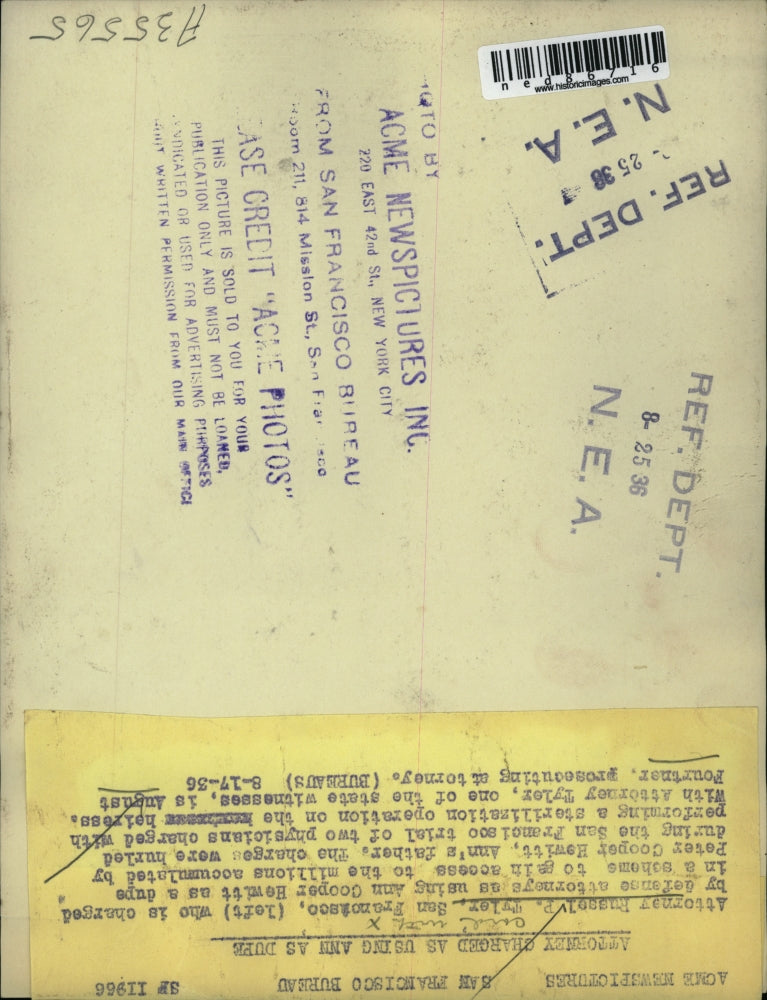 A35565
ned86716
www.historicimages.com
N.E.A.
25 36
REF. DEPT.
BY
ACME NEWSPICTURES INC.
220 EAST 42nd St., NEW YORK CITY
FROM SAN FRANCISCO BUREAU
211, 814 Mission St., San
CREDIT "ACME PHOTOS"
THIS PICTURE IS SOLD TO YOU FOR YOUR
PUBLICATION ONLY AND MUST NOT BE LOANED,
SYNDICATED OR USED FOR ADVERTISING PURPOSES
WRITTEN PERMISSION FROM OUR MAIN OFFICE
REF. DEPT.
8-25 36
N.E.A.
ACME NEWSPICTURES SAN FRANCISCO BUREAU SF 11966
ATTORNEY CHARGED AS USING ANN AS DUPE
Attorney Russel P. Tyler, San Francisco, (left) who is charged
by defense attorneys as using Ann Cooper Hewitt as a dupe
in a scheme to gain access to the millions accumulated by
Peter Cooper Hewitt, Ann's father. The charges were hurled
during the San Francisco trial of two physicians charged with
performing a sterilization operation on the heiress.
With Attorney Tyler, one of the state witnesses, is August
Fourtner, prosecuting attorney. (BUREAUS) 8-17-36